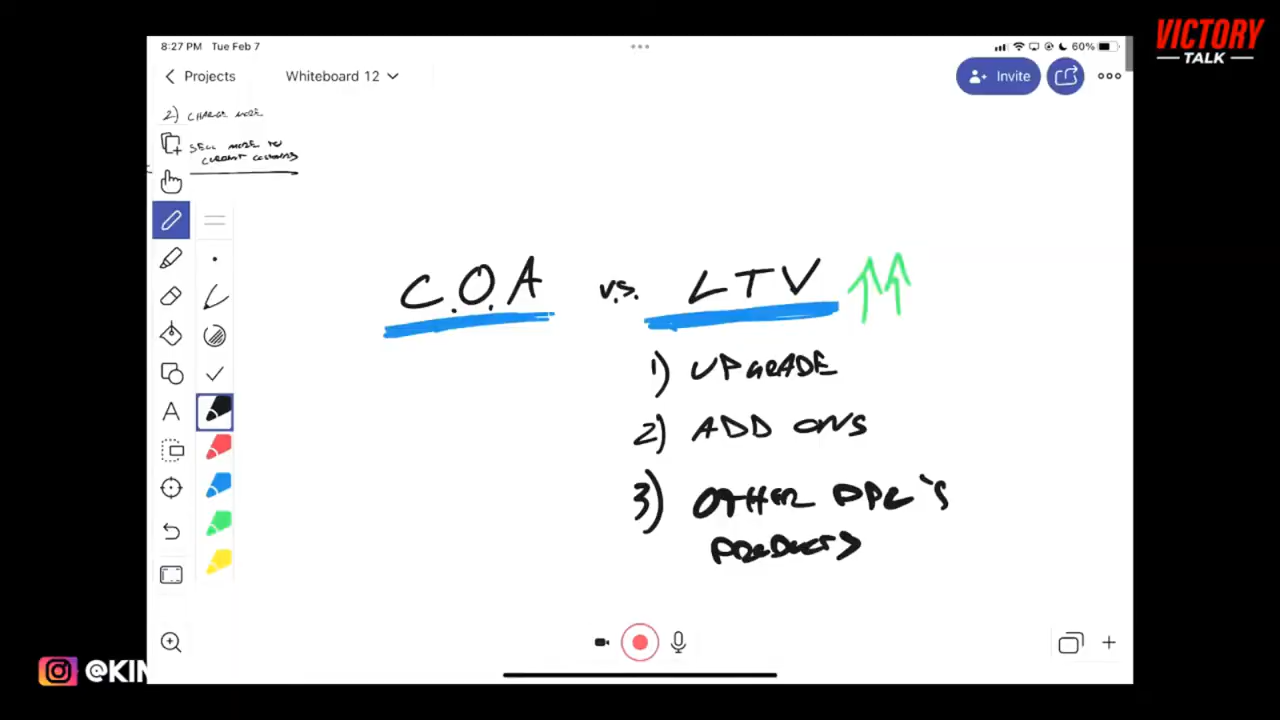 VICTORY
TALK
8:27 PM Tue Feb 7
60%
Projects
Whiteboard 12
Invite
2) CHARGE MORE
SELL MORE TO
CURRENT CUSTOMERS
C.O.A v.s. LTV
1) UPGRADE
2) ADD ONS
3) OTHER PPL'S
PRODUCTS
A
@KIN